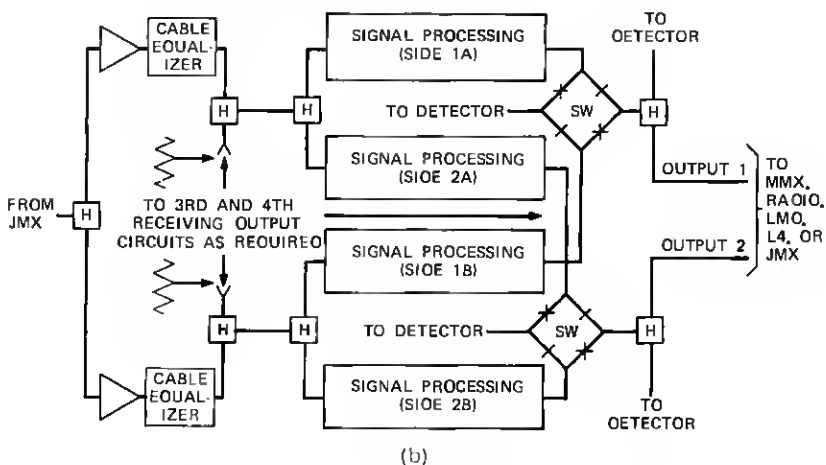 CABLE
EQUAL-
IZER
SIGNAL PROCESSING
(SIDE 1A)
TO
OETECTOR
H
H
TO DETECTOR
SW
H
SIGNAL PROCESSING
(SIOE 2A)
OUTPUT 1
FROM
JMX
H
TO 3RD AND 4TH
RECEIVING OUTPUT
CIRCUITS AS REQUIREO
TO
MMX.
RAOIO.
LMO.
L4. OR
JMX
SIGNAL PROCESSING
(SIOE 1B)
OUTPUT 2
H
H
TO DETECTOR
SW
H
CABLE
EQUAL-
IZER
SIGNAL PROCESSING
(SIOE 2B)
TO
OETECTOR
(b)